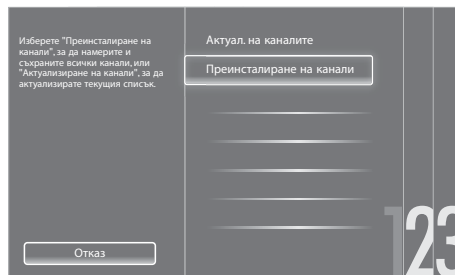 Изберете "Преинсталиране на
канали", за да намерите и
съхраните всички канали, или
"Актуализиране на канали", за да
актуализирате текущия списък.
Отказ
Актуал. на каналите
Преинсталиране на канали
123